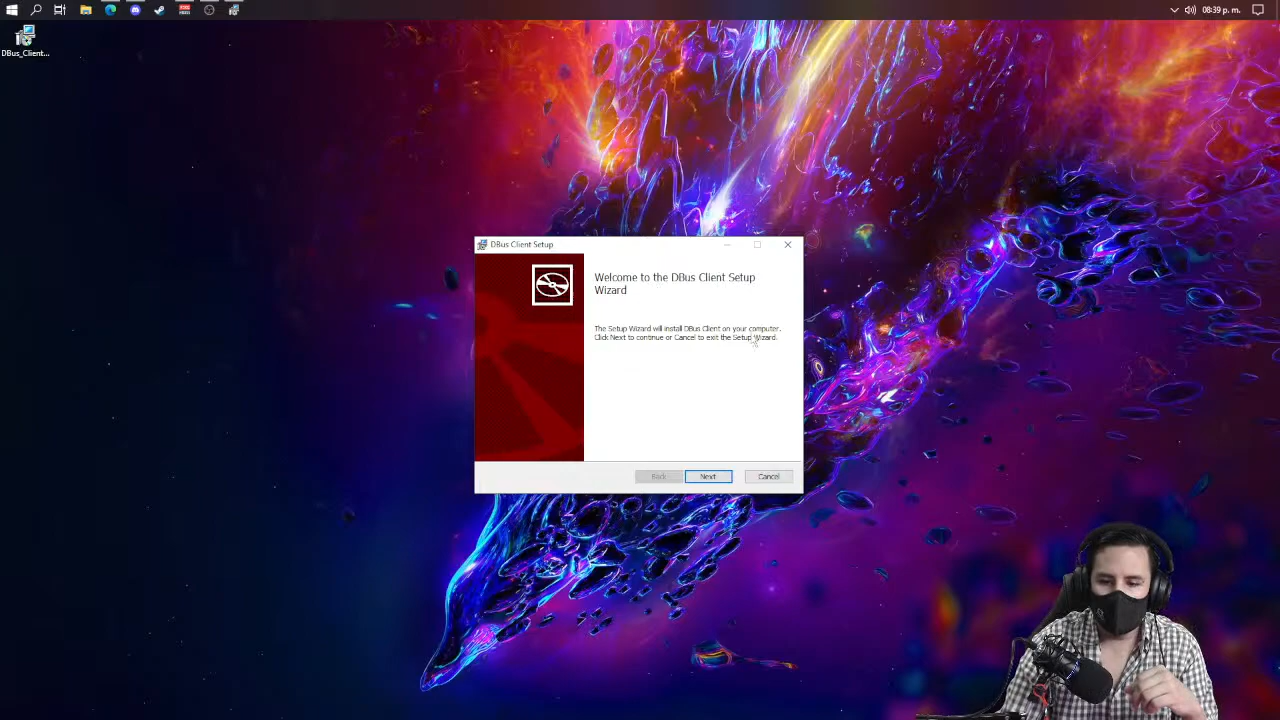 08:39 p. m.
DBus_Client...
DBus Client Setup
Welcome to the DBus Client Setup
Wizard
The Setup Wizard will install DBus Client on your computer.
Click Next to continue or Cancel to exit the Setup Wizard.
Back
Next
Cancel